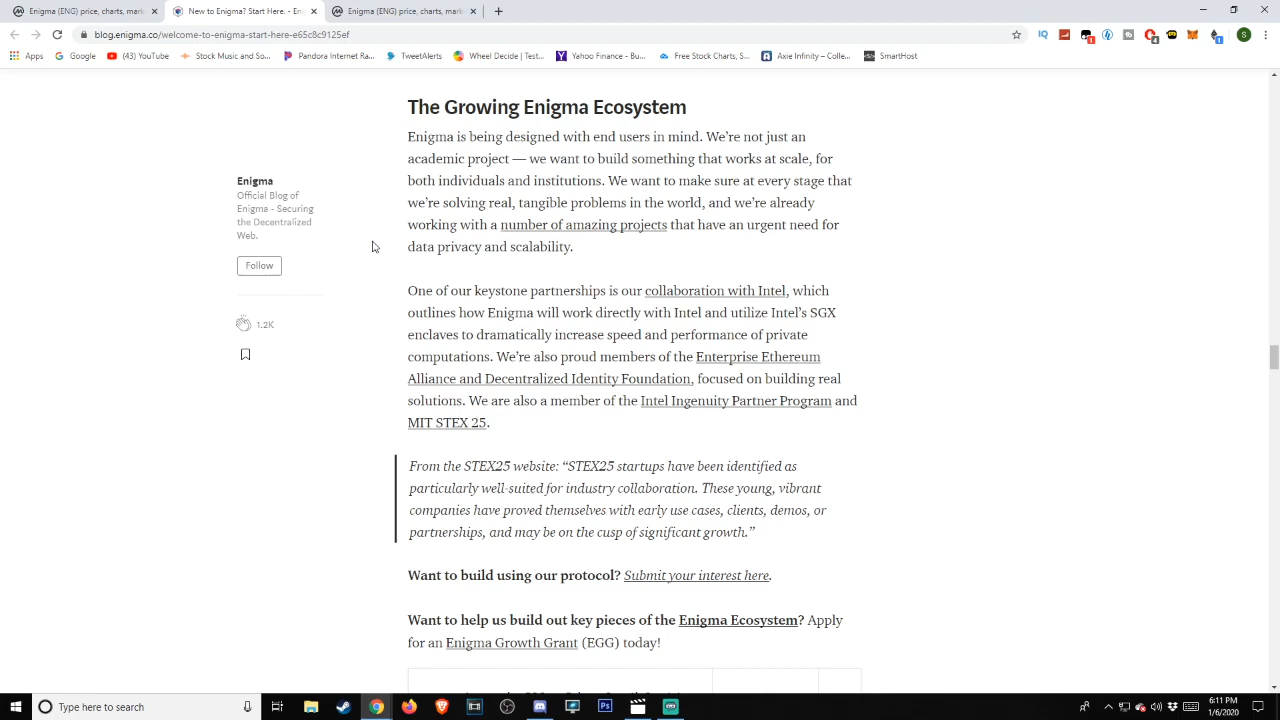 Enigma (ENG) price, charts, mark
New to Enigma? Start Here. - En
Enigma (ENG) price, charts, mark
blog.enigma.co/welcome-to-enigma-start-here-e65c8c9125ef
Apps Google (43) YouTube Stock Music and So... Pandora Internet Ra... TweetAlerts Wheel Decide | Test... Yahoo Finance - Bu... Free Stock Charts, S... Axie Infinity – Colle... SmartHost
The Growing Enigma Ecosystem
Enigma is being designed with end users in mind. We’re not just an
academic project — we want to build something that works at scale, for
both individuals and institutions. We want to make sure at every stage that
we’re solving real, tangible problems in the world, and we’re already
working with a number of amazing projects that have an urgent need for
data privacy and scalability.
Enigma
Official Blog of
Enigma - Securing
the Decentralized
Web.
Follow
1.2K
One of our keystone partnerships is our collaboration with Intel, which
outlines how Enigma will work directly with Intel and utilize Intel’s SGX
enclaves to dramatically increase speed and performance of private
computations. We’re also proud members of the Enterprise Ethereum
Alliance and Decentralized Identity Foundation, focused on building real
solutions. We are also a member of the Intel Ingenuity Partner Program and
MIT STEX 25.
From the STEX25 website: “STEX25 startups have been identified as
particularly well-suited for industry collaboration. These young, vibrant
companies have proved themselves with early use cases, clients, demos, or
partnerships, and may be on the cusp of significant growth.”
Want to build using our protocol? Submit your interest here.
Want to help us build out key pieces of the Enigma Ecosystem? Apply
for an Enigma Growth Grant (EGG) today!
Type here to search
6:11 PM
1/6/2020